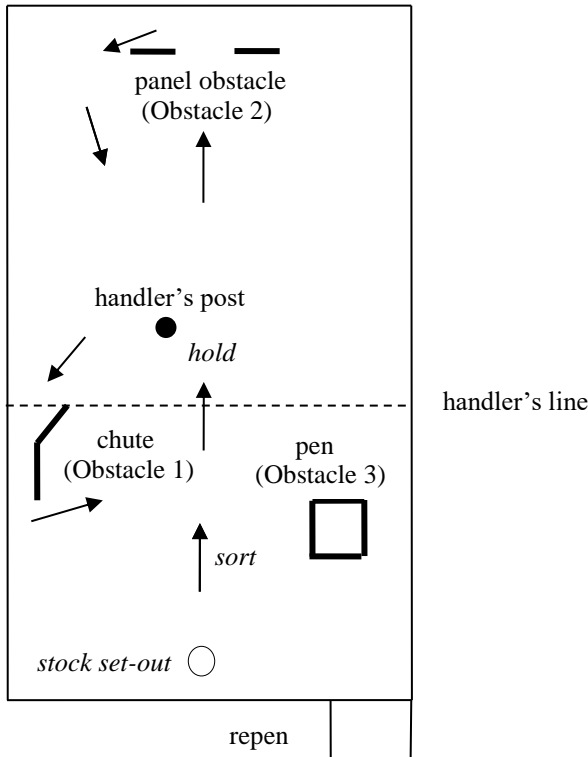 panel obstacle
(Obstacle 2)
handler’s post
hold
handler’s line
chute
(Obstacle 1)
pen
(Obstacle 3)
sort
stock set-out
repen